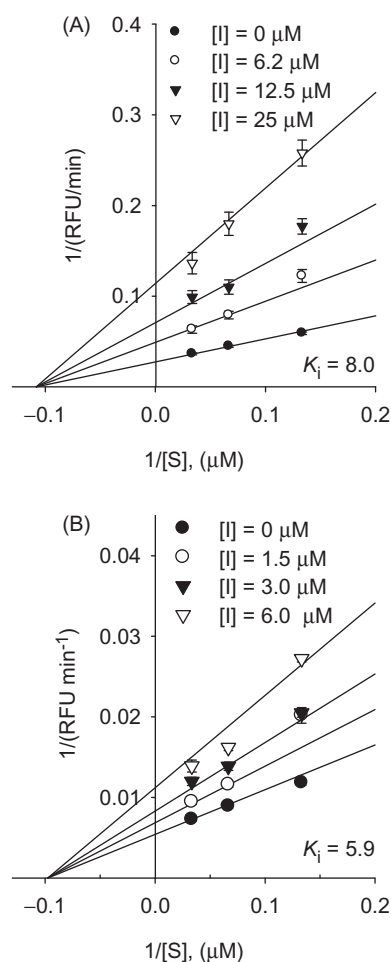 (A)
[I] = 0 μM
[I] = 6.2 μM
[I] = 12.5 μM
[I] = 25 μM
0.4
0.3
0.2
0.1
1/(RFU/min)
Ki = 8.0
−0.1
0.0
0.1
0.2
1/[S], (μM)
(B)
[I] = 0 μM
[I] = 1.5 μM
[I] = 3.0 μM
[I] = 6.0 μM
0.04
0.03
0.02
0.01
1/(RFU min⁻¹)
Ki = 5.9
−0.1
0.0
0.1
0.2
1/[S], (μM)